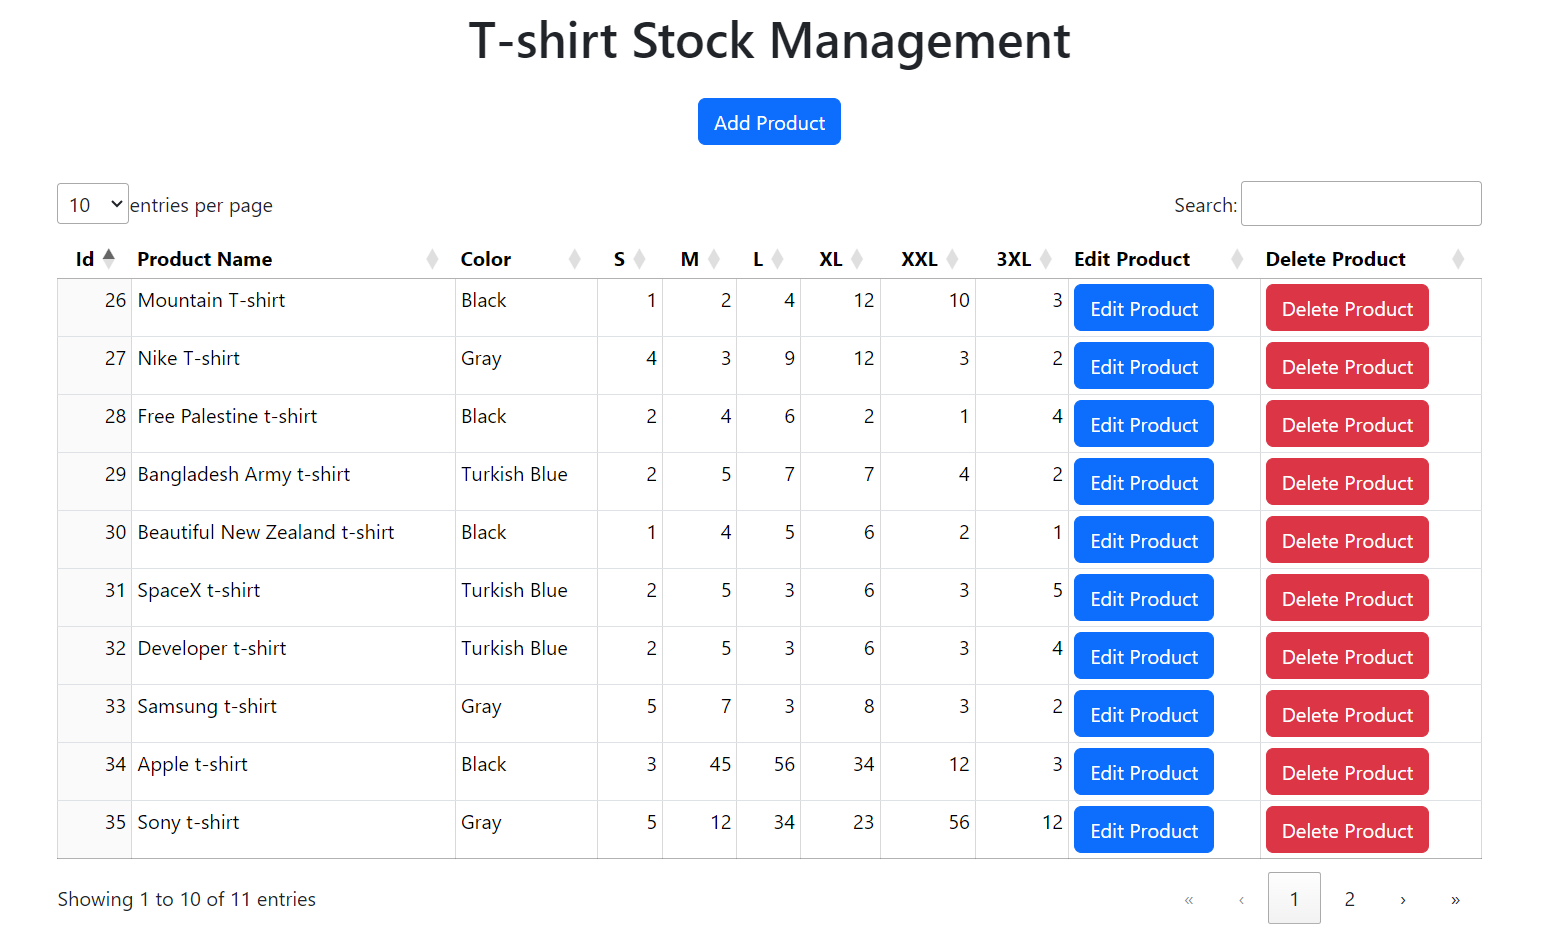 T-shirt Stock Management
Add Product
10 entries per page Search:
Id Product Name Color S M L XL XXL 3XL Edit Product Delete Product
26 Mountain T-shirt Black 1 2 4 12 10 3 Edit Product Delete Product
27 Nike T-shirt Gray 4 3 9 12 3 2 Edit Product Delete Product
28 Free Palestine t-shirt Black 2 4 6 2 1 4 Edit Product Delete Product
29 Bangladesh Army t-shirt Turkish Blue 2 5 7 7 4 2 Edit Product Delete Product
30 Beautiful New Zealand t-shirt Black 1 4 5 6 2 1 Edit Product Delete Product
31 SpaceX t-shirt Turkish Blue 2 5 3 6 3 5 Edit Product Delete Product
32 Developer t-shirt Turkish Blue 2 5 3 6 3 4 Edit Product Delete Product
33 Samsung t-shirt Gray 5 7 3 8 3 2 Edit Product Delete Product
34 Apple t-shirt Black 3 45 56 34 12 3 Edit Product Delete Product
35 Sony t-shirt Gray 5 12 34 23 56 12 Edit Product Delete Product
Showing 1 to 10 of 11 entries « ‹ 1 2 › »